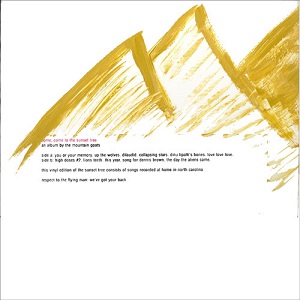 come, come to the sunset tree
an album by the mountain goats
side a: you or your memory. up the wolves. dilaudid. collapsing stars. dinu lipatti's bones. love love love.
side b: high doses #2. lion's teeth. this year. song for dennis brown. the day the aliens came.
this vinyl edition of the sunset tree consists of songs recorded at home in north carolina
respect to the flying man: we've got your back